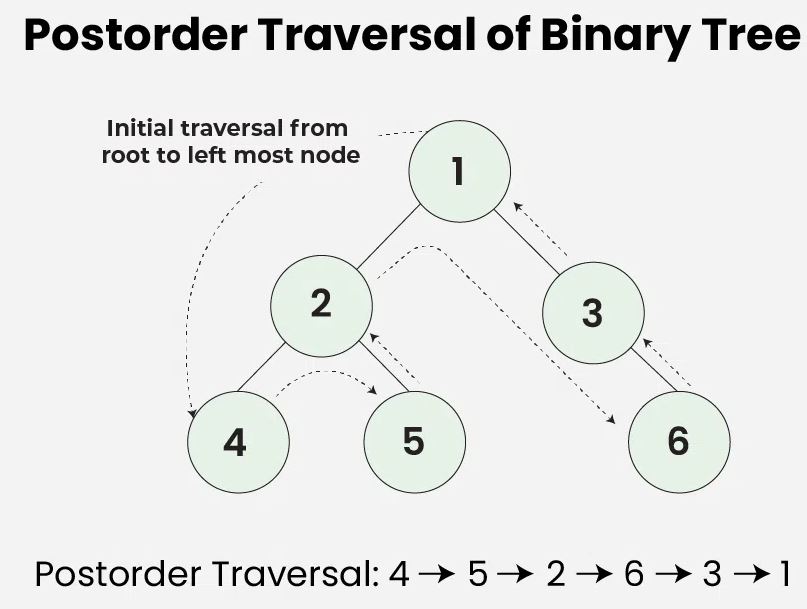 Postorder Traversal of Binary Tree
Initial traversal from
root to left most node
1
2
3
4
5
6
Postorder Traversal: 4 → 5 → 2 → 6 → 3 → 1